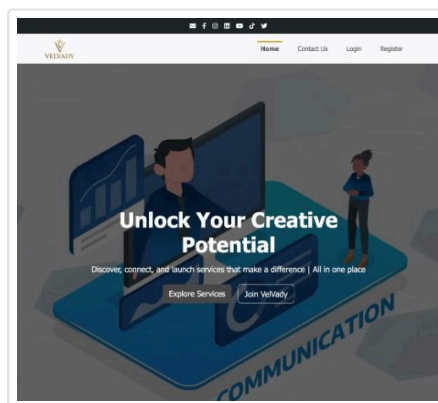 VELVADY
Home Contact Us Login Register
Unlock Your Creative
Potential
Discover, connect, and launch services that make a difference | All in one place
Explore Services Join VelVady
COMMUNICATION